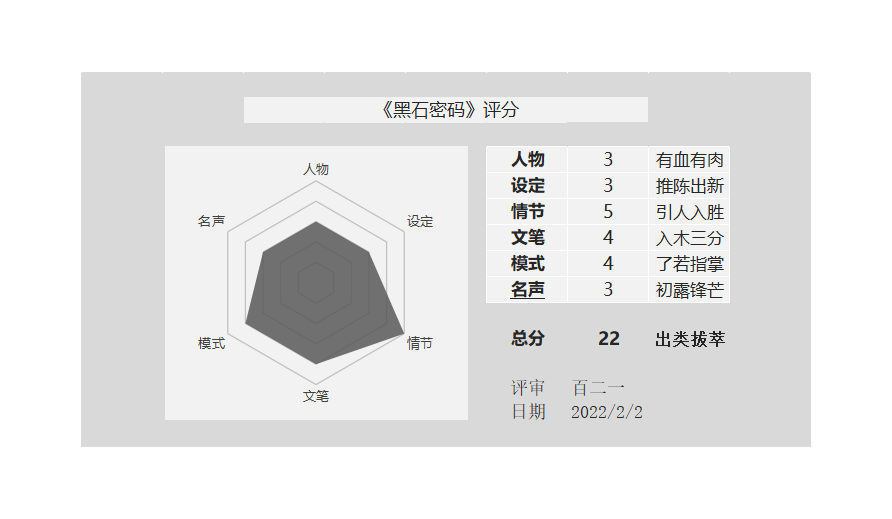 《黑石密码》评分
人物
名声
设定
模式
情节
文笔
人物 3 有血有肉
设定 3 推陈出新
情节 5 引人入胜
文笔 4 入木三分
模式 4 了若指掌
名声 3 初露锋芒
总分 22 出类拔萃
评审 百二一
日期 2022/2/2